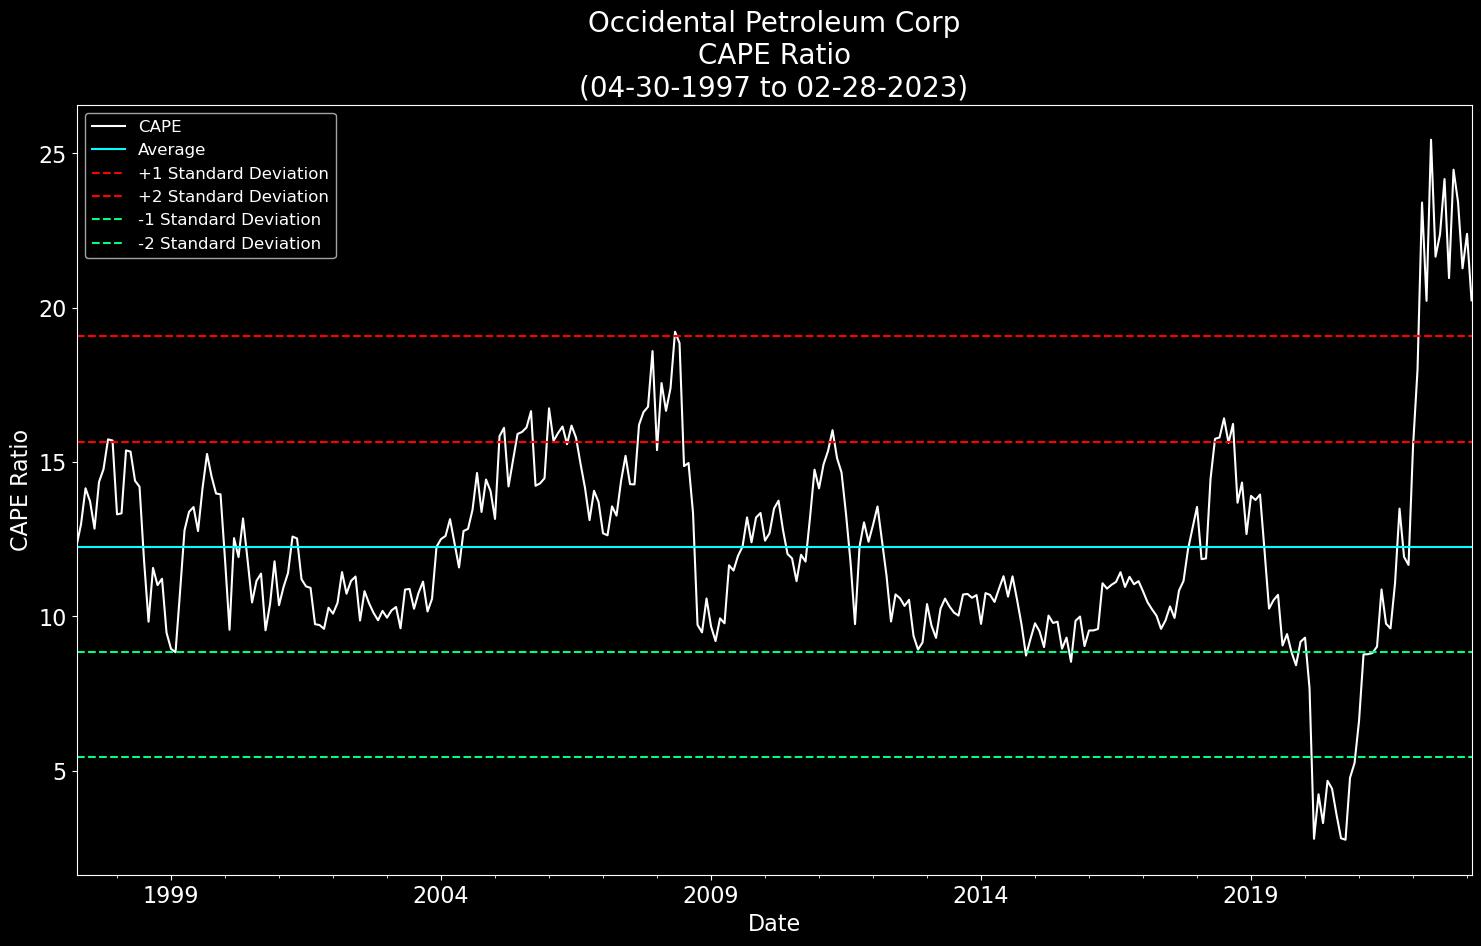 Occidental Petroleum Corp
CAPE Ratio
(04-30-1997 to 02-28-2023)
CAPE
Average
+1 Standard Deviation
+2 Standard Deviation
-1 Standard Deviation
-2 Standard Deviation
25
20
15
10
5
CAPE Ratio
1999 2004 2009 2014 2019
Date